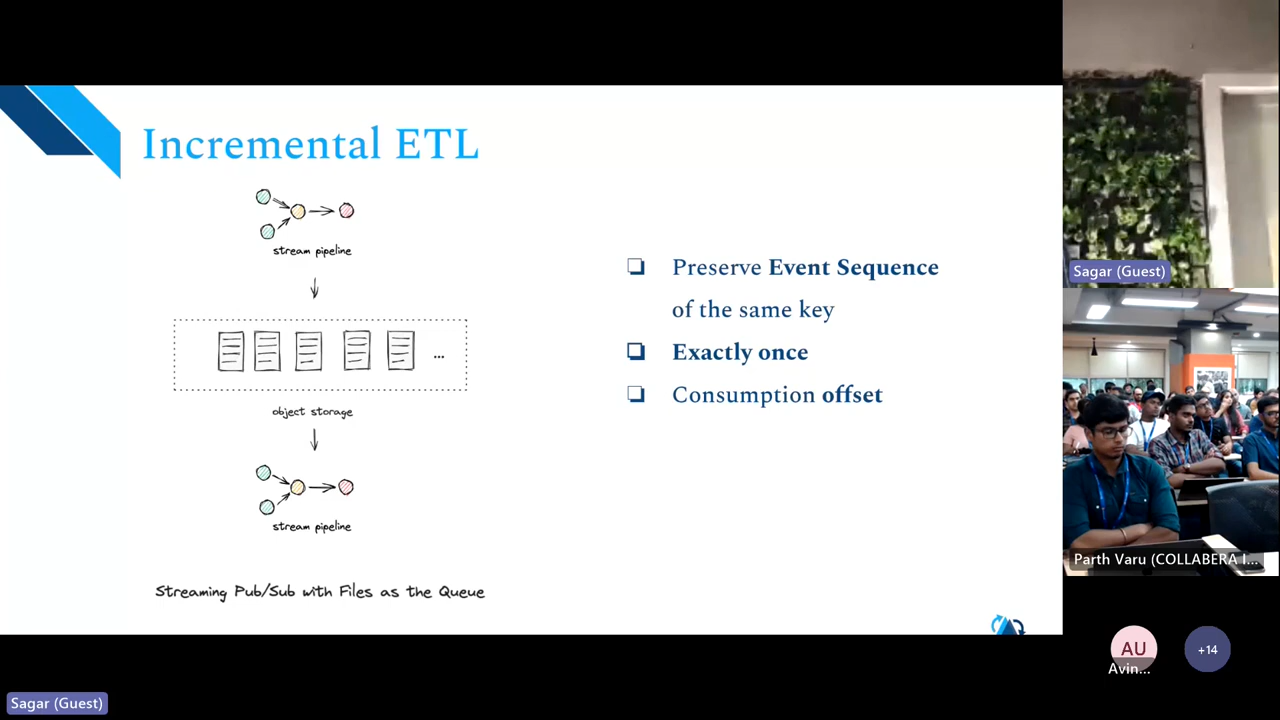 Incremental ETL
stream pipeline
object storage
stream pipeline
Streaming Pub/Sub with Files as the Queue
❏ Preserve Event Sequence
of the same key
❏ Exactly once
❏ Consumption offset
...
Sagar (Guest)
Parth Varu (COLLABERA I...
AU
Avin...
+14
Sagar (Guest)